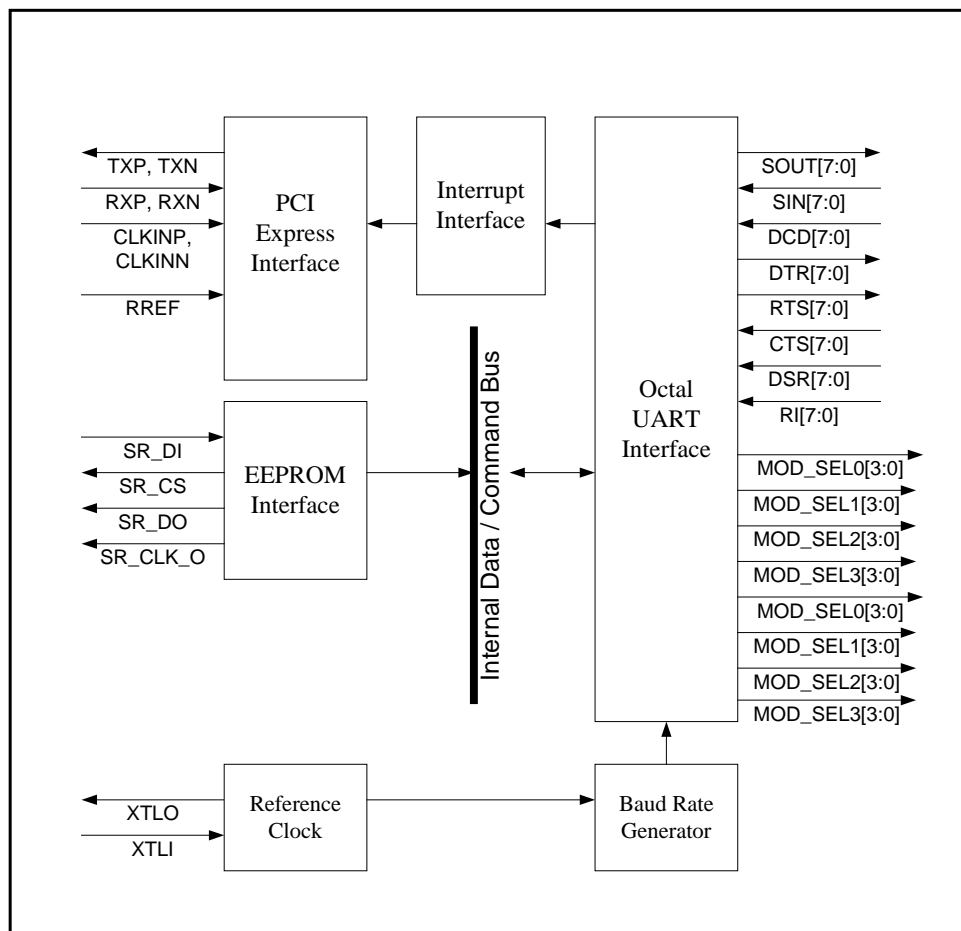 TXP, TXN
RXP, RXN
CLKINP,
CLKINN
RREF
PCI
Express
Interface
Interrupt
Interface
Octal
UART
Interface
SOUT[7:0]
SIN[7:0]
DCD[7:0]
DTR[7:0]
RTS[7:0]
CTS[7:0]
DSR[7:0]
RI[7:0]
SR_DI
SR_CS
SR_DO
SR_CLK_O
EEPROM
Interface
Internal Data / Command Bus
MOD_SEL0[3:0]
MOD_SEL1[3:0]
MOD_SEL2[3:0]
MOD_SEL3[3:0]
MOD_SEL0[3:0]
MOD_SEL1[3:0]
MOD_SEL2[3:0]
MOD_SEL3[3:0]
XTLO
XTLI
Reference
Clock
Baud Rate
Generator